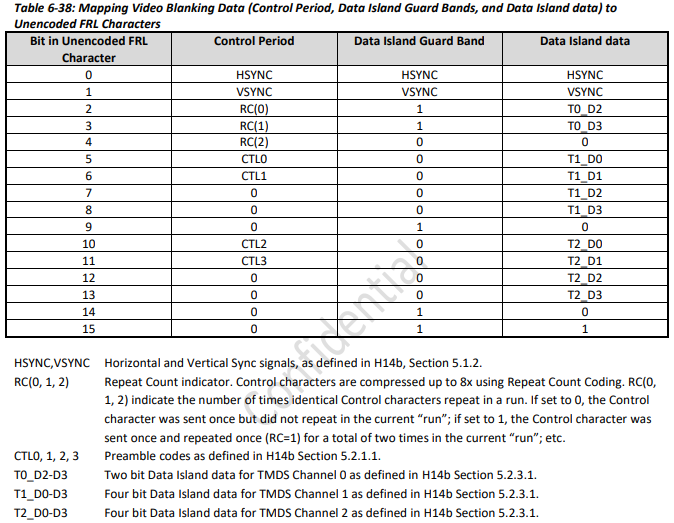 Table 6-38: Mapping Video Blanking Data (Control Period, Data Island Guard Bands, and Data Island data) to
Unencoded FRL Characters
Bit in Unencoded FRL Character Control Period Data Island Guard Band Data Island data
0 HSYNC HSYNC HSYNC
1 VSYNC VSYNC VSYNC
2 RC(0) 1 T0_D2
3 RC(1) 1 T0_D3
4 RC(2) 0 0
5 CTL0 0 T1_D0
6 CTL1 0 T1_D1
7 0 0 T1_D2
8 0 0 T1_D3
9 0 1 0
10 CTL2 0 T2_D0
11 CTL3 0 T2_D1
12 0 0 T2_D2
13 0 0 T2_D3
14 0 1 0
15 0 1 1
Confidential
HSYNC,VSYNC Horizontal and Vertical Sync signals, as defined in H14b, Section 5.1.2.
RC(0, 1, 2) Repeat Count indicator. Control characters are compressed up to 8x using Repeat Count Coding. RC(0,
1, 2) indicate the number of times identical Control characters repeat in a run. If set to 0, the Control
character was sent once but did not repeat in the current “run”; if set to 1, the Control character was
sent once and repeated once (RC=1) for a total of two times in the current “run”; etc.
CTL0, 1, 2, 3 Preamble codes as defined in H14b Section 5.2.1.1.
T0_D2-D3 Two bit Data Island data for TMDS Channel 0 as defined in H14b Section 5.2.3.1.
T1_D0-D3 Four bit Data Island data for TMDS Channel 1 as defined in H14b Section 5.2.3.1.
T2_D0-D3 Four bit Data Island data for TMDS Channel 2 as defined in H14b Section 5.2.3.1.